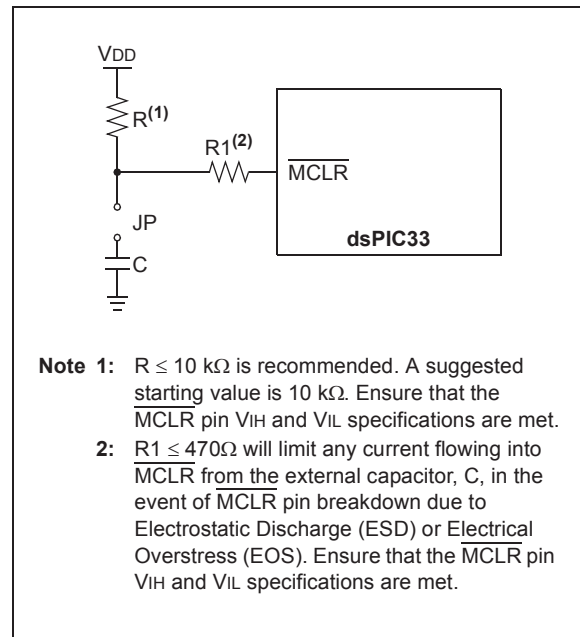 VDD
R(1)
R1(2)
MCLR
JP
dsPIC33
C
Note 1: R ≤ 10 kΩ is recommended. A suggested
starting value is 10 kΩ. Ensure that the
MCLR pin VIH and VIL specifications are met.
2: R1 ≤ 470Ω will limit any current flowing into
MCLR from the external capacitor, C, in the
event of MCLR pin breakdown due to
Electrostatic Discharge (ESD) or Electrical
Overstress (EOS). Ensure that the MCLR pin
VIH and VIL specifications are met.